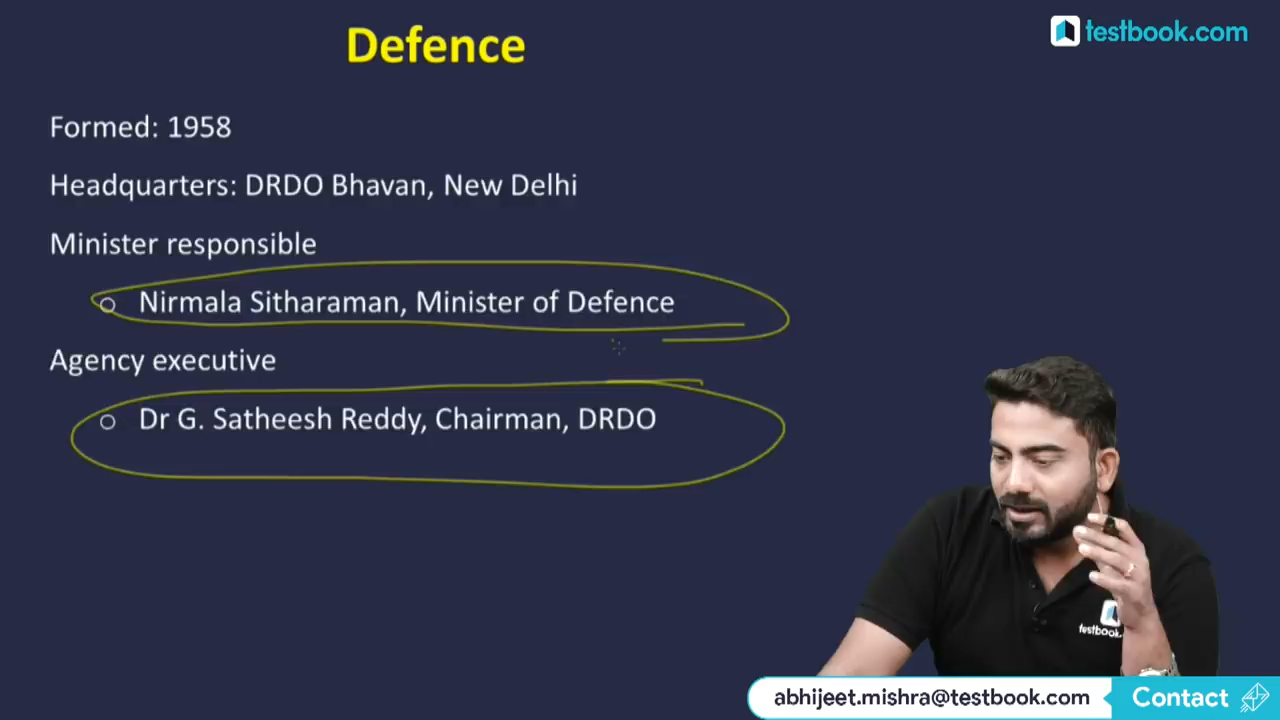 Defence
testbook.com
Formed: 1958
Headquarters: DRDO Bhavan, New Delhi
Minister responsible
Nirmala Sitharaman, Minister of Defence
Agency executive
Dr G. Satheesh Reddy, Chairman, DRDO
testbook.
abhijeet.mishra@testbook.com
Contact